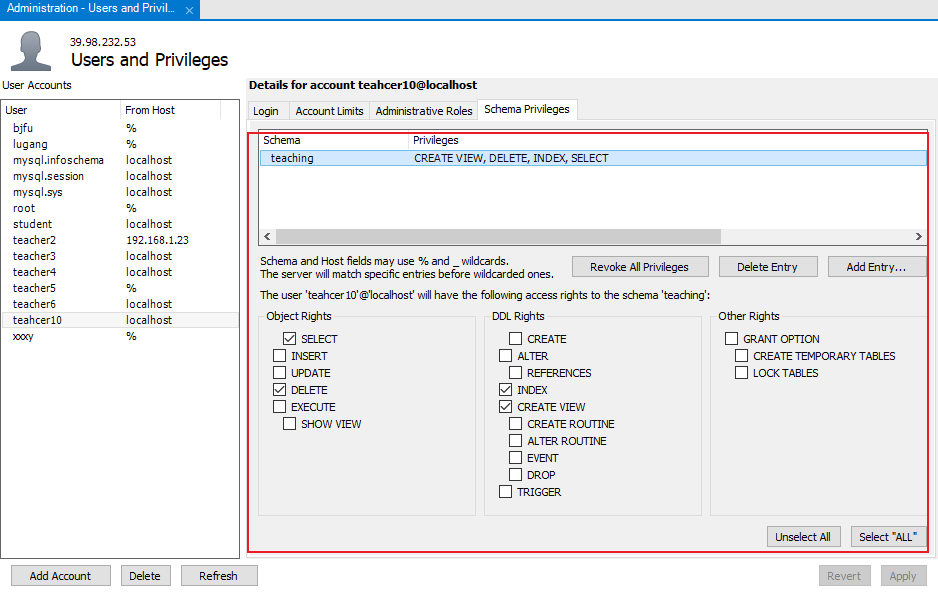 Administration - Users and Privil...
39.98.232.53
Users and Privileges
User Accounts
User From Host
bjfu %
lugang %
mysql.infoschema localhost
mysql.session localhost
mysql.sys localhost
root %
student localhost
teacher2 192.168.1.23
teacher3 localhost
teacher4 localhost
teacher5 %
teacher6 localhost
teahcer10 localhost
xxxy %
Details for account teahcer10@localhost
Login Account Limits Administrative Roles Schema Privileges
Schema Privileges
teaching CREATE VIEW, DELETE, INDEX, SELECT
Schema and Host fields may use % and _ wildcards.
The server will match specific entries before wildcarded ones.
Revoke All Privileges Delete Entry Add Entry...
The user 'teahcer10'@'localhost' will have the following access rights to the schema 'teaching':
Object Rights
SELECT
INSERT
UPDATE
DELETE
EXECUTE
SHOW VIEW
DDL Rights
CREATE
ALTER
REFERENCES
INDEX
CREATE VIEW
CREATE ROUTINE
ALTER ROUTINE
EVENT
DROP
TRIGGER
Other Rights
GRANT OPTION
CREATE TEMPORARY TABLES
LOCK TABLES
Unselect All Select "ALL"
Add Account Delete Refresh Revert Apply